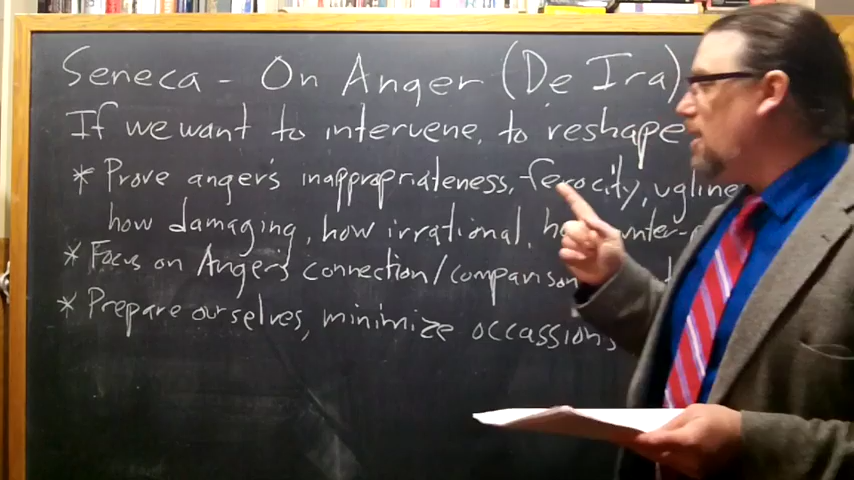 Seneca - On Anger (De Ira)
If we want to intervene, to reshape
* Prove anger's inappropriateness, ferocity,
how damaging, how irrational,
* Focus on Anger's connection/comparison
* Prepare ourselves, minimize occassions